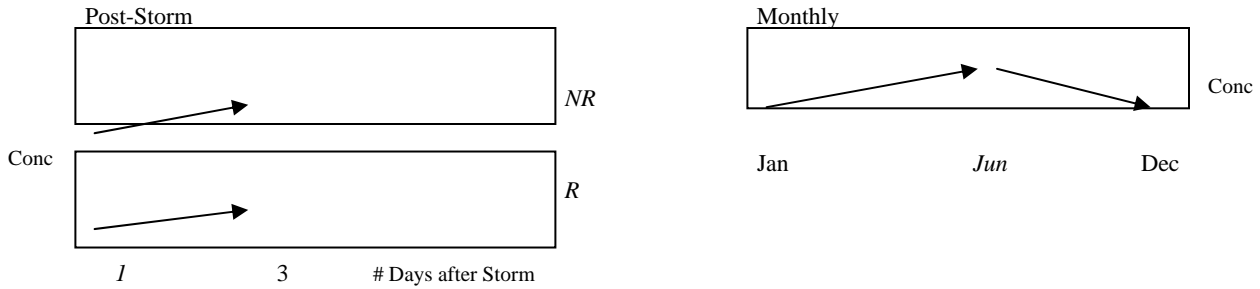 Post-Storm
NR
Conc
R
1 3 # Days after Storm
Monthly
Conc
Jan Jun Dec